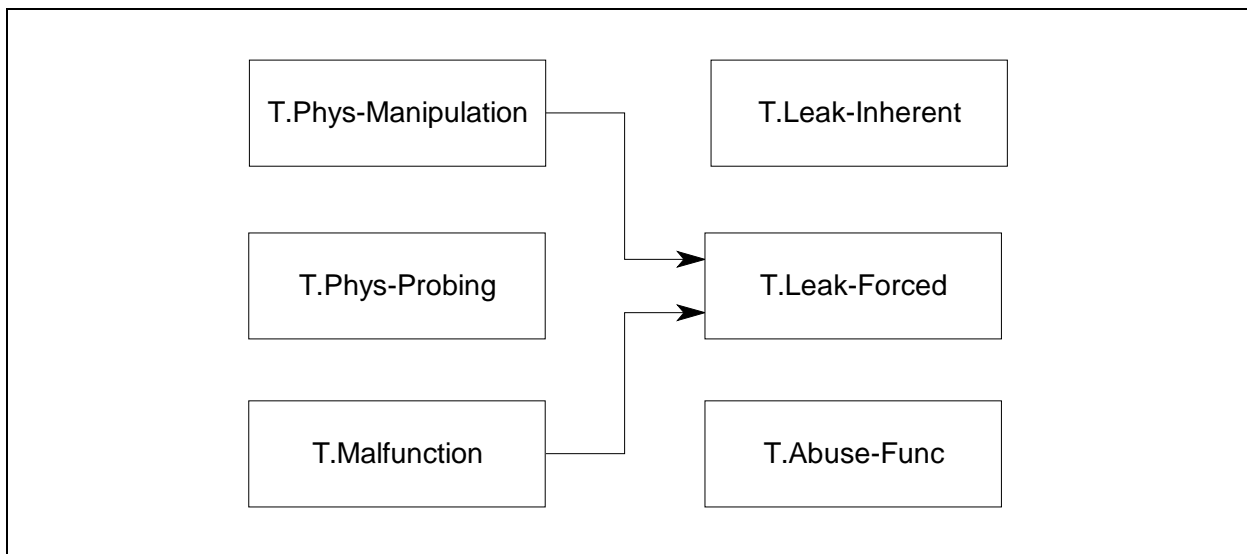 T.Phys-Manipulation
T.Leak-Inherent
T.Phys-Probing
T.Leak-Forced
T.Malfunction
T.Abuse-Func